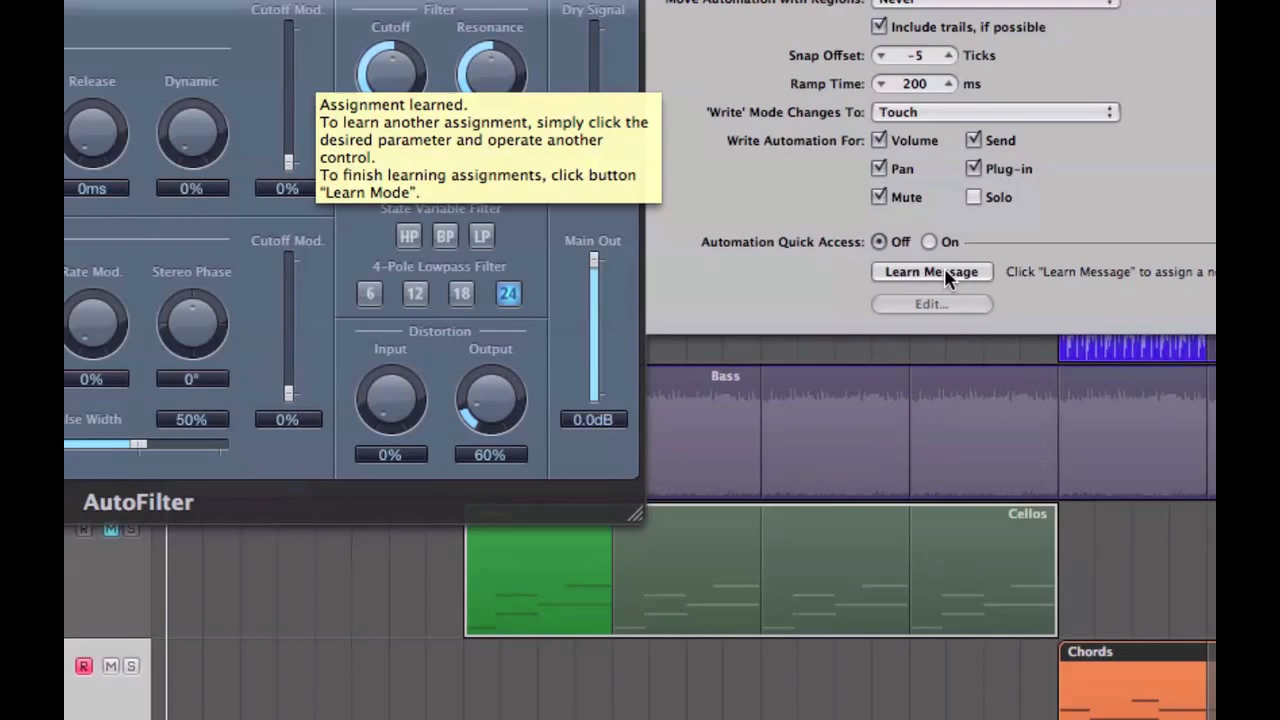 Cutoff Mod.
Filter
Dry Signal
Cutoff
Resonance
Release
Dynamic
0ms
0%
0%
Assignment learned.
To learn another assignment, simply click the
desired parameter and operate another
control.
To finish learning assignments, click button
"Learn Mode".
State Variable Filter
HP
BP
LP
Cutoff Mod.
Main Out
4-Pole Lowpass Filter
Rate Mod.
Stereo Phase
6
12
18
24
Distortion
Input
Output
0%
0°
50%
0%
0.0dB
0%
60%
AutoFilter
Never
Include trails, if possible
Snap Offset:
-5
Ticks
Ramp Time:
200
ms
'Write' Mode Changes To:
Touch
Write Automation For:
Volume
Send
Pan
Plug-in
Mute
Solo
Automation Quick Access:
Off
On
Learn Message
Click "Learn Message" to assign a
Edit...
Bass
Cellos
R
M
S
R
M
S
Chords